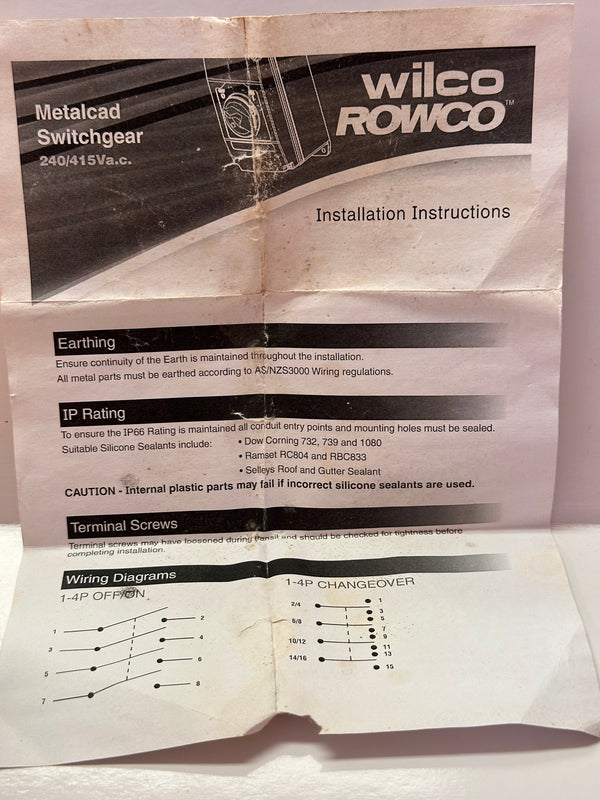 wilco
ROWCO™
Metalcad
Switchgear
240/415Va.c.
Installation Instructions
Earthing
Ensure continuity of the Earth is maintained throughout the installation.
All metal parts must be earthed according to AS/NZS3000 Wiring regulations.
IP Rating
To ensure the IP66 Rating is maintained all conduit entry points and mounting holes must be sealed.
Suitable Silicone Sealants include: • Dow Corning 732, 739 and 1080
• Ramset RC804 and RBC833
• Selleys Roof and Gutter Sealant
CAUTION - Internal plastic parts may fail if incorrect silicone sealants are used.
Terminal Screws
Terminal screws may have loosened during transit and should be checked for tightness before
completing installation.
Wiring Diagrams
1-4P OFF/ON
1
2
3
4
5
6
7
8
1-4P CHANGEOVER
2/4
1
3
6/8
5
7
10/12
9
11
14/16
13
15